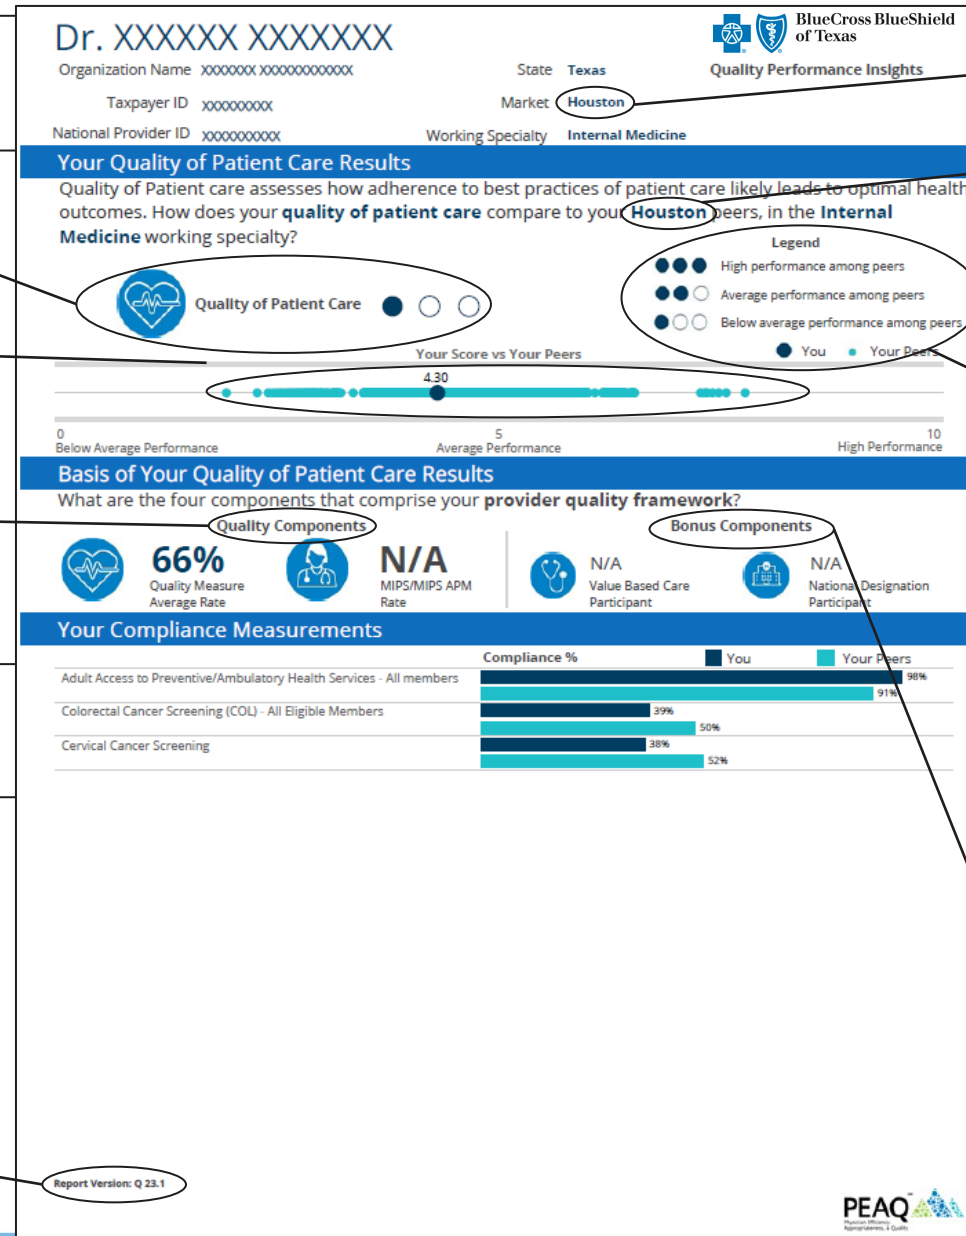 Dr. XXXXXX XXXXXXX
BlueCross BlueShield
of Texas
Organization Name XXXXXXX XXXXXXXXXXXX
State Texas
Quality Performance Insights
Taxpayer ID XXXXXXXXX
Market Houston
National Provider ID XXXXXXXXXX
Working Specialty Internal Medicine
Your Quality of Patient Care Results
Quality of Patient care assesses how adherence to best practices of patient care likely leads to optimal health
outcomes. How does your quality of patient care compare to your Houston peers, in the Internal
Medicine working specialty?
Legend
High performance among peers
Average performance among peers
Below average performance among peers
Quality of Patient Care
You Your Peers
Your Score vs Your Peers
4.30
0 5 10
Below Average Performance Average Performance High Performance
Basis of Your Quality of Patient Care Results
What are the four components that comprise your provider quality framework?
Quality Components
Bonus Components
66%
Quality Measure
Average Rate
N/A
MIPS/MIPS APM
Rate
N/A
Value Based Care
Participant
N/A
National Designation
Participant
Your Compliance Measurements
Compliance % You Your Peers
Adult Access to Preventive/Ambulatory Health Services - All members
98%
91%
Colorectal Cancer Screening (COL) - All Eligible Members
39%
50%
Cervical Cancer Screening
38%
52%
Report Version: Q 23.1
PEAQ
Physician Efficiency,
Appropriateness, & Quality